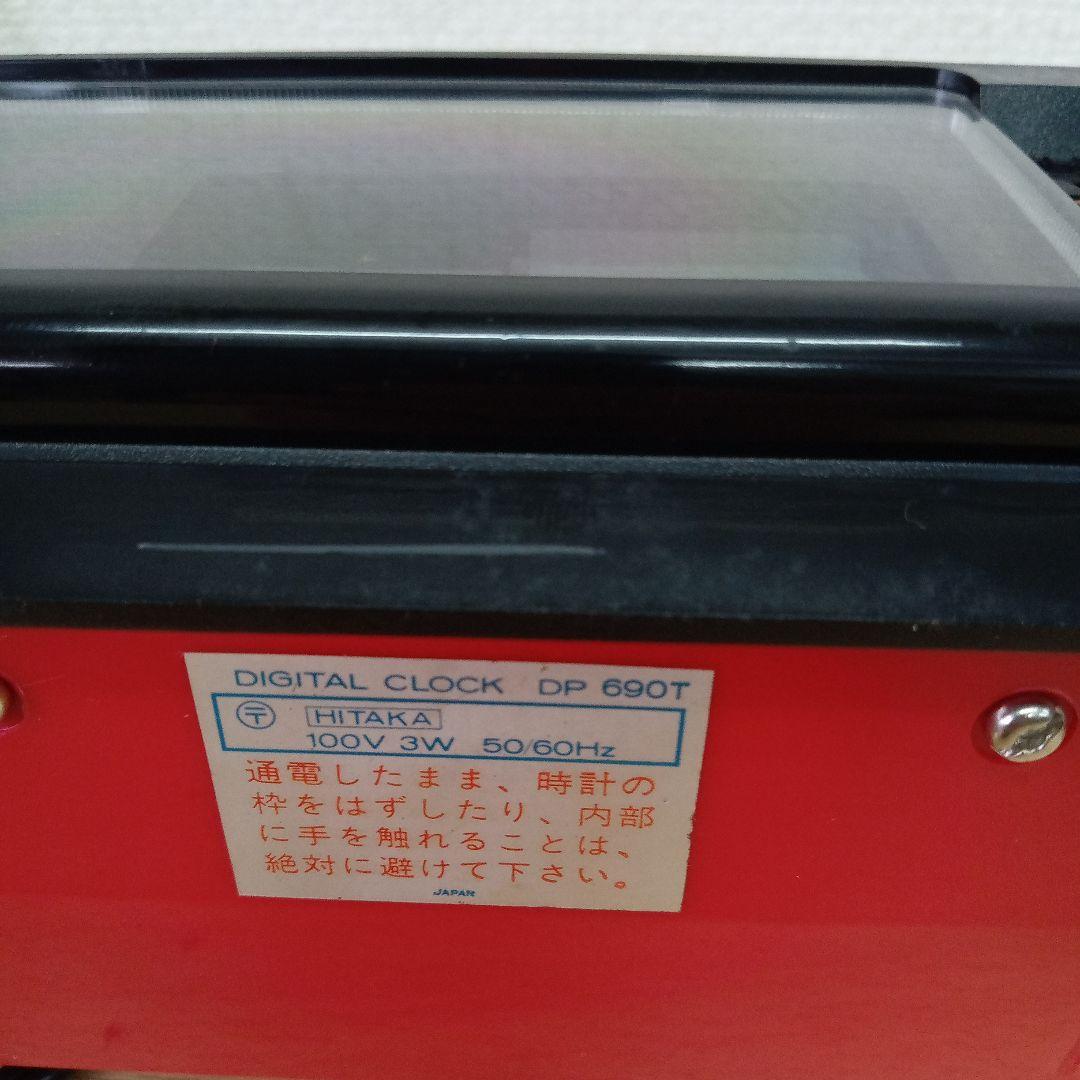 DIGITAL CLOCK DP 690T
〒 HITAKA
100V 3W 50/60Hz
通電したまま、時計の
枠をはずしたり、内部
に手を触れることは、
絶対に避けて下さい。
JAPAN